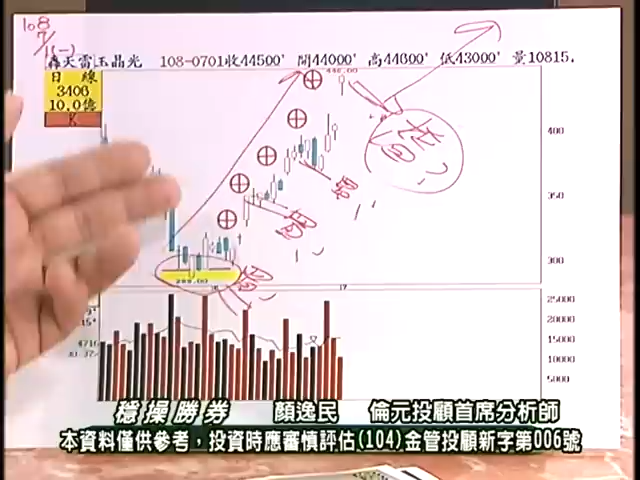 108
7/1(一)
轟天雷玉晶光 108-0701收44500' 開44000' 高44600' 低43000' 量10815.
日 線
3406
10.0億
K
446.00
400
350
300
25000
20000
15000
10000
5000
穩操勝券 顏逸民 倫元投顧首席分析師
本資料僅供參考，投資時應審慎評估(104)金管投顧新字第006號